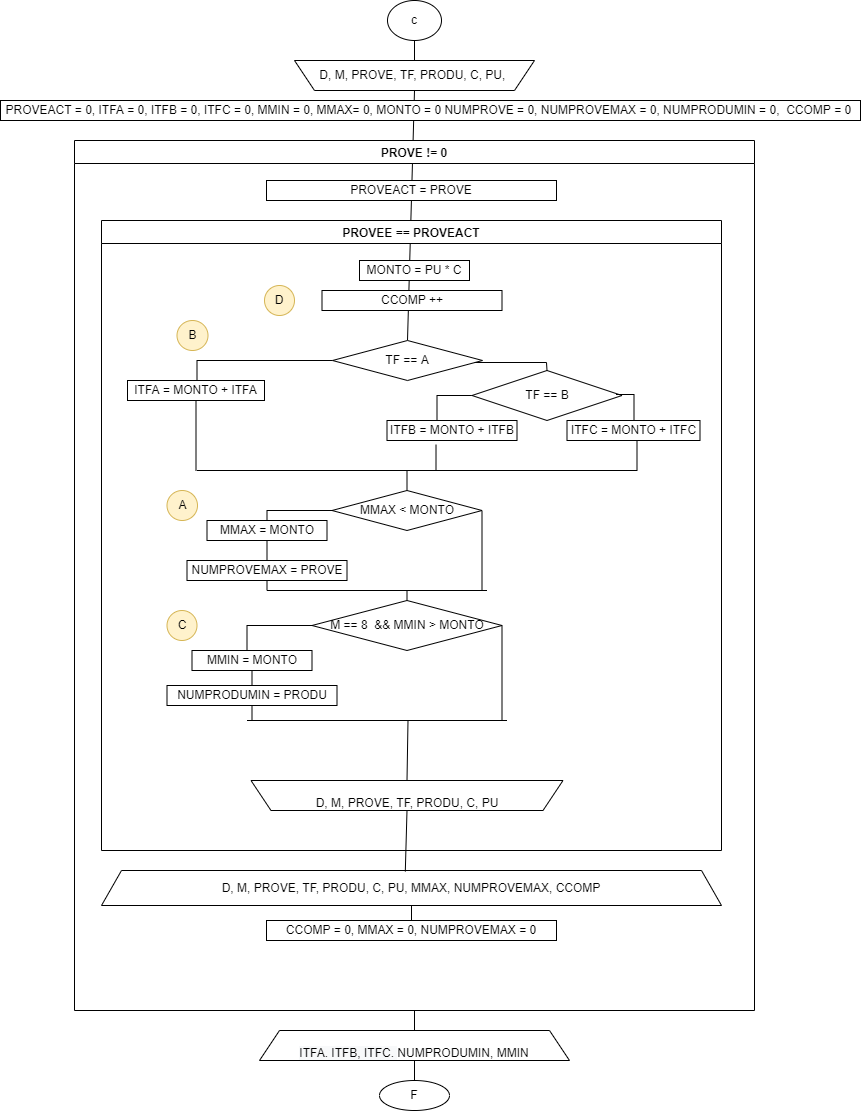 c
D, M, PROVE, TF, PRODU, C, PU,
PROVEACT = 0, ITFA = 0, ITFB = 0, ITFC = 0, MMIN = 0, MMAX= 0, MONTO = 0 NUMPROVE = 0, NUMPROVEMAX = 0, NUMPRODUMIN = 0, CCOMP = 0
PROVE != 0
PROVEACT = PROVE
PROVEE == PROVEACT
MONTO = PU * C
D
CCOMP ++
B
TF == A
ITFA = MONTO + ITFA
TF == B
ITFB = MONTO + ITFB
ITFC = MONTO + ITFC
A
MMAX < MONTO
MMAX = MONTO
NUMPROVEMAX = PROVE
C
M == 8 && MMIN > MONTO
MMIN = MONTO
NUMPRODUMIN = PRODU
D, M, PROVE, TF, PRODU, C, PU
D, M, PROVE, TF, PRODU, C, PU, MMAX, NUMPROVEMAX, CCOMP
CCOMP = 0, MMAX = 0, NUMPROVEMAX = 0
ITFA. ITFB, ITFC. NUMPRODUMIN, MMIN
F